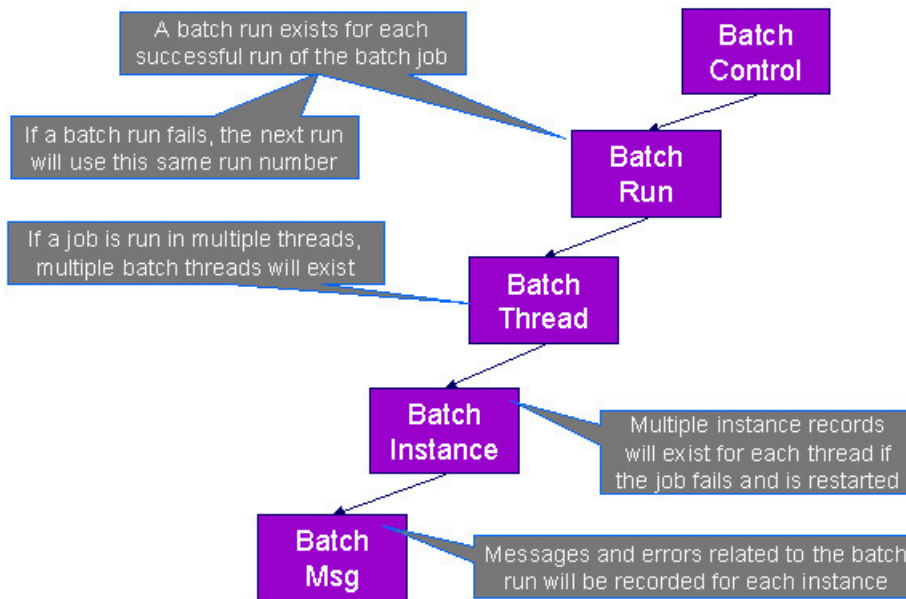 A batch run exists for each
successful run of the batch job
Batch
Control
If a batch run fails, the next run
will use this same run number
Batch
Run
If a job is run in multiple threads,
multiple batch threads will exist
Batch
Thread
Batch
Instance
Multiple instance records
will exist for each thread if
the job fails and is restarted
Batch
Msg
Messages and errors related to the batch
run will be recorded for each instance